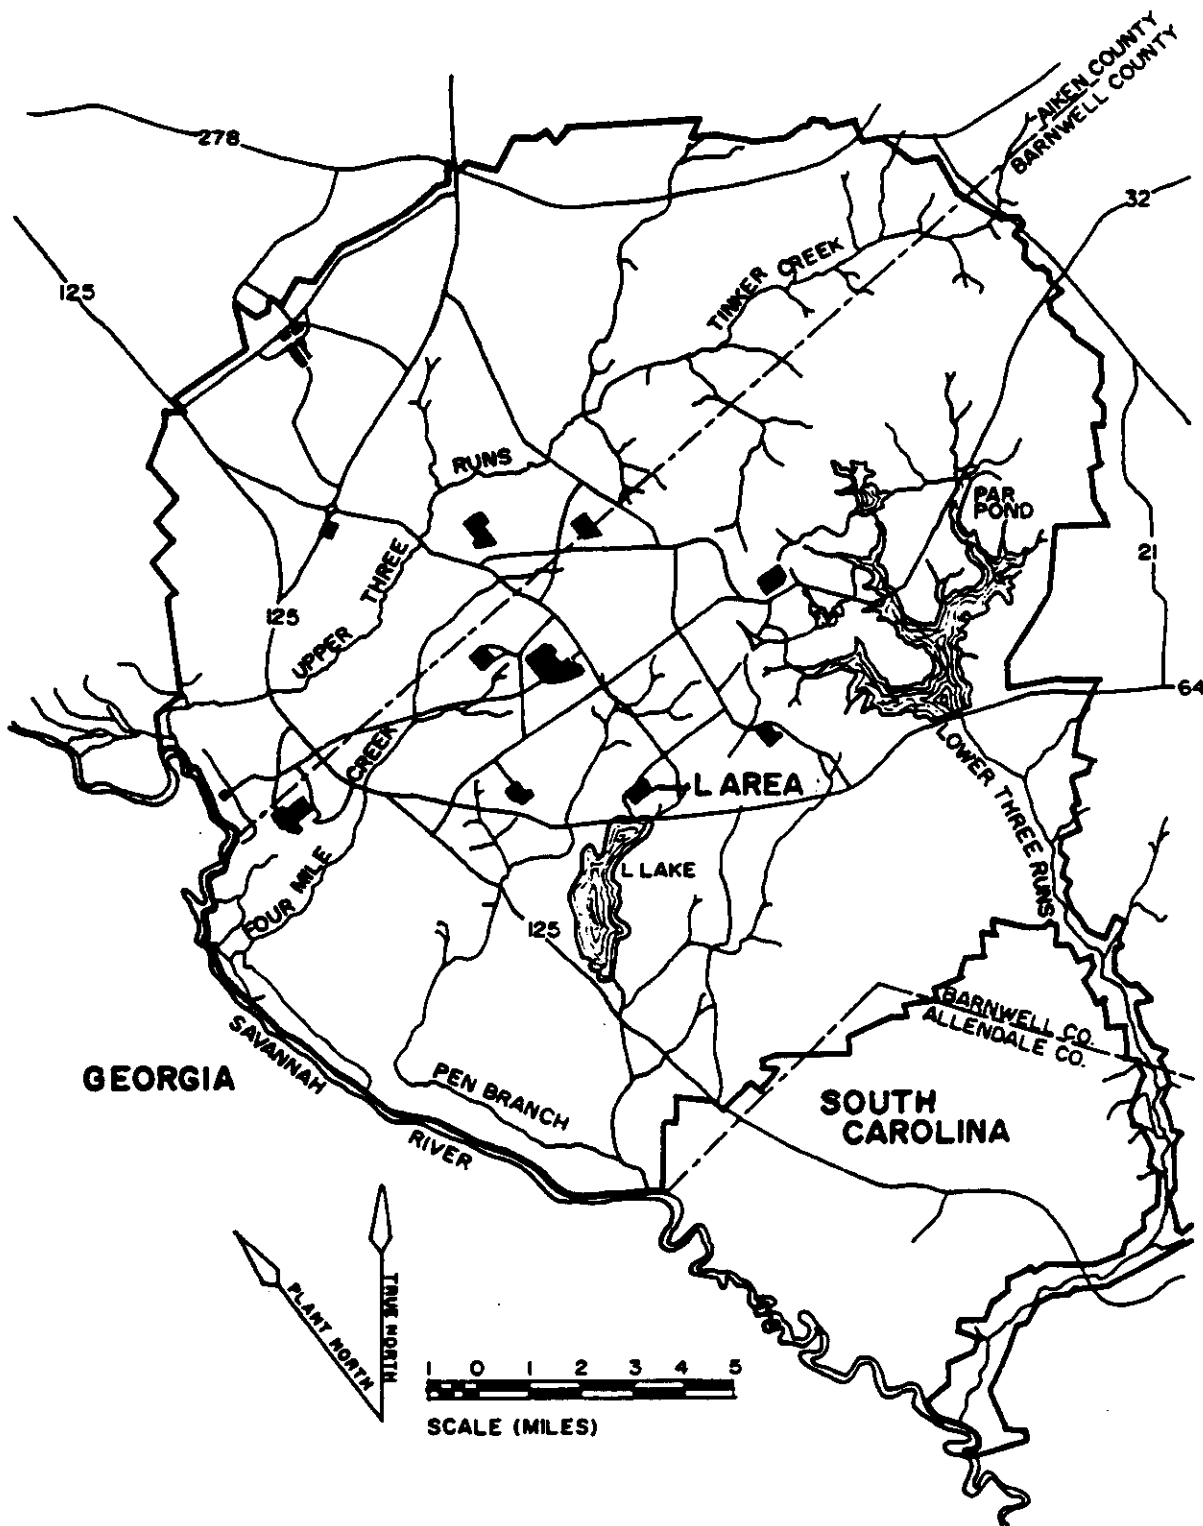 AIKEN COUNTY
BARNWELL COUNTY
278
32
125
TINKER CREEK
RUNS
PAR
POND
THREE
21
125
UPPER
64
CREEK
LOWER THREE RUNS
L AREA
FOUR MILE
L LAKE
125
BARNWELL CO.
ALLENDALE CO.
SAVANNAH
GEORGIA
PEN BRANCH
SOUTH
CAROLINA
RIVER
PLANT NORTH
TRUE NORTH
1 0 1 2 3 4 5
SCALE (MILES)